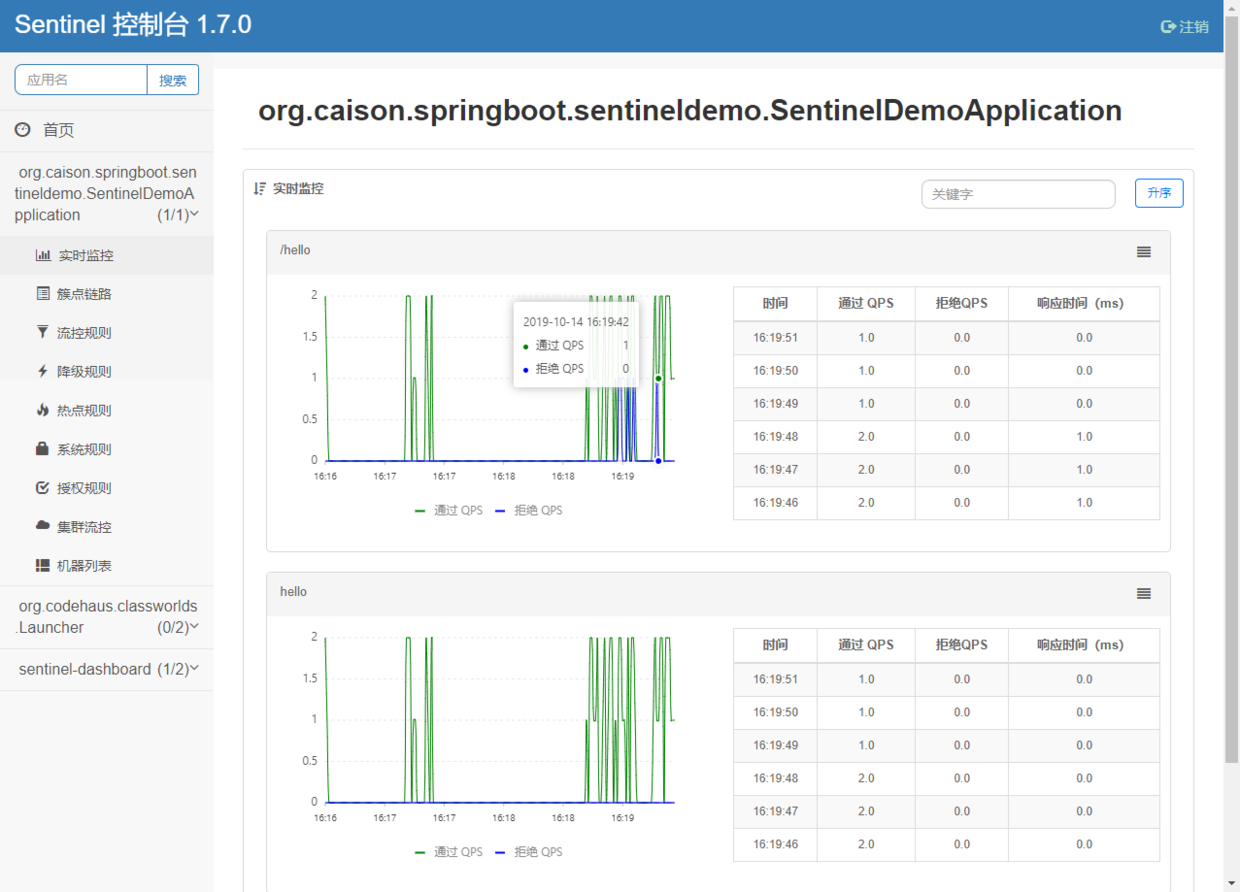 Sentinel 控制台 1.7.0
注销
应用名
搜索
首页
org.caison.springboot.sen
tineldemo.SentinelDemoA
pplication (1/1)
实时监控
簇点链路
流控规则
降级规则
热点规则
系统规则
授权规则
集群流控
机器列表
org.codehaus.classworlds
.Launcher (0/2)
sentinel-dashboard (1/2)
org.caison.springboot.sentineldemo.SentinelDemoApplication
实时监控
关键字
升序
/hello
2
1.5
1
0.5
0
16:16 16:17 16:17 16:18 16:18 16:19
2019-10-14 16:19:42
通过 QPS 1
拒绝 QPS 0
通过 QPS 拒绝 QPS
时间 通过 QPS 拒绝QPS 响应时间 (ms)
16:19:51 1.0 0.0 0.0
16:19:50 1.0 0.0 0.0
16:19:49 1.0 0.0 0.0
16:19:48 2.0 0.0 1.0
16:19:47 2.0 0.0 1.0
16:19:46 2.0 0.0 1.0
hello
2
1.5
1
0.5
0
16:16 16:17 16:17 16:18 16:18 16:19
通过 QPS 拒绝 QPS
时间 通过 QPS 拒绝QPS 响应时间 (ms)
16:19:51 1.0 0.0 0.0
16:19:50 1.0 0.0 0.0
16:19:49 1.0 0.0 0.0
16:19:48 2.0 0.0 0.0
16:19:47 2.0 0.0 0.0
16:19:46 2.0 0.0 0.0